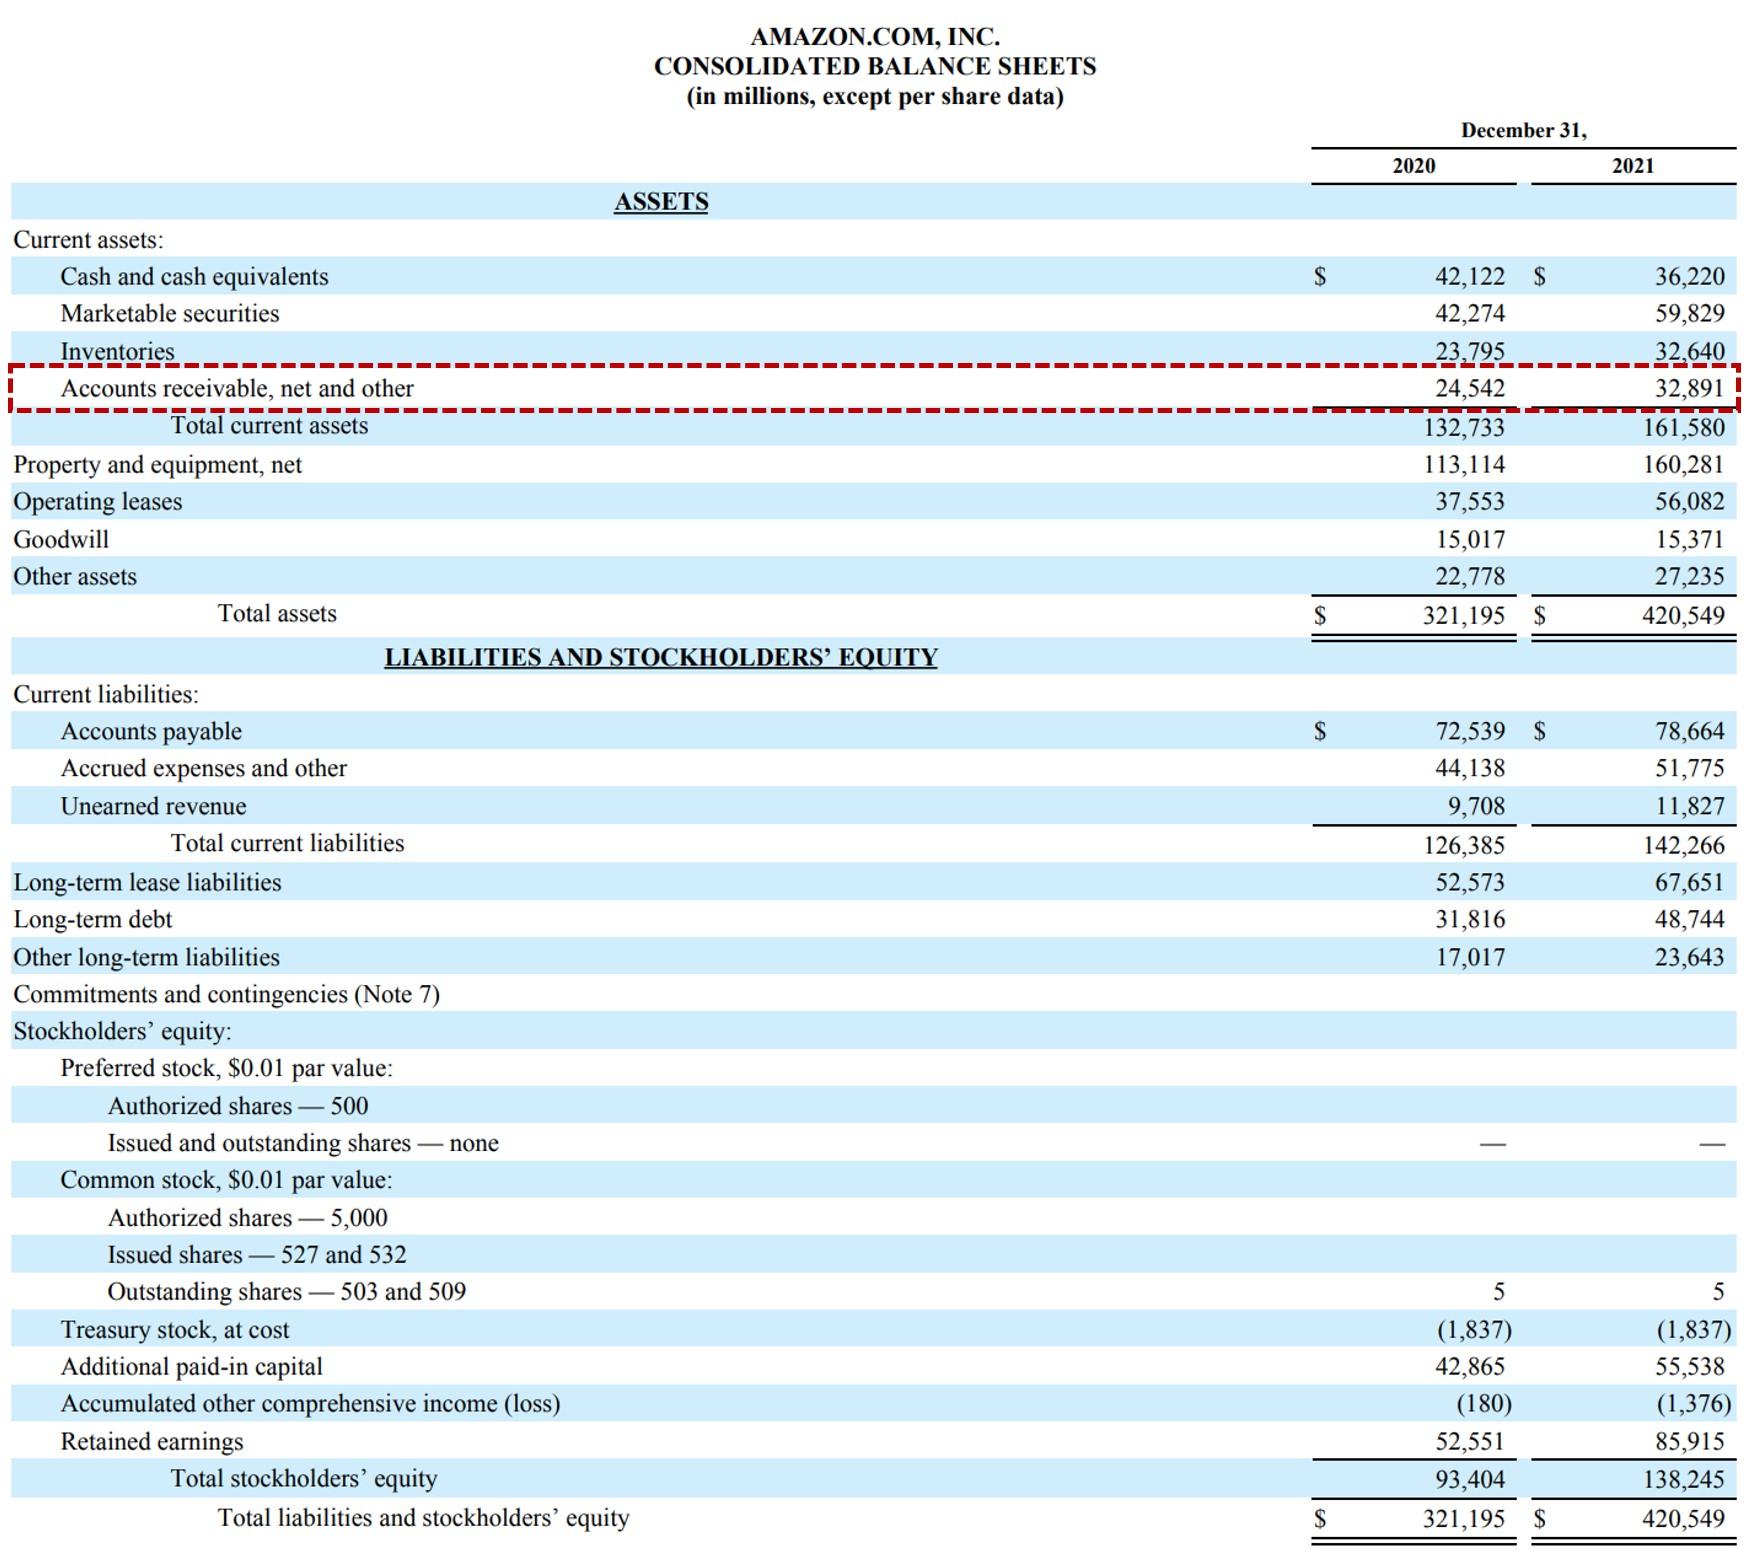 AMAZON.COM, INC.
CONSOLIDATED BALANCE SHEETS
(in millions, except per share data)
December 31,
2020 2021
ASSETS
Current assets:
Cash and cash equivalents $ 42,122 $ 36,220
Marketable securities 42,274 59,829
Inventories 23,795 32,640
Accounts receivable, net and other 24,542 32,891
Total current assets 132,733 161,580
Property and equipment, net 113,114 160,281
Operating leases 37,553 56,082
Goodwill 15,017 15,371
Other assets 22,778 27,235
Total assets $ 321,195 $ 420,549
LIABILITIES AND STOCKHOLDERS’ EQUITY
Current liabilities:
Accounts payable $ 72,539 $ 78,664
Accrued expenses and other 44,138 51,775
Unearned revenue 9,708 11,827
Total current liabilities 126,385 142,266
Long-term lease liabilities 52,573 67,651
Long-term debt 31,816 48,744
Other long-term liabilities 17,017 23,643
Commitments and contingencies (Note 7)
Stockholders’ equity:
Preferred stock, $0.01 par value:
Authorized shares — 500
Issued and outstanding shares — none — —
Common stock, $0.01 par value:
Authorized shares — 5,000
Issued shares — 527 and 532
Outstanding shares — 503 and 509 5 5
Treasury stock, at cost (1,837) (1,837)
Additional paid-in capital 42,865 55,538
Accumulated other comprehensive income (loss) (180) (1,376)
Retained earnings 52,551 85,915
Total stockholders’ equity 93,404 138,245
Total liabilities and stockholders’ equity $ 321,195 $ 420,549